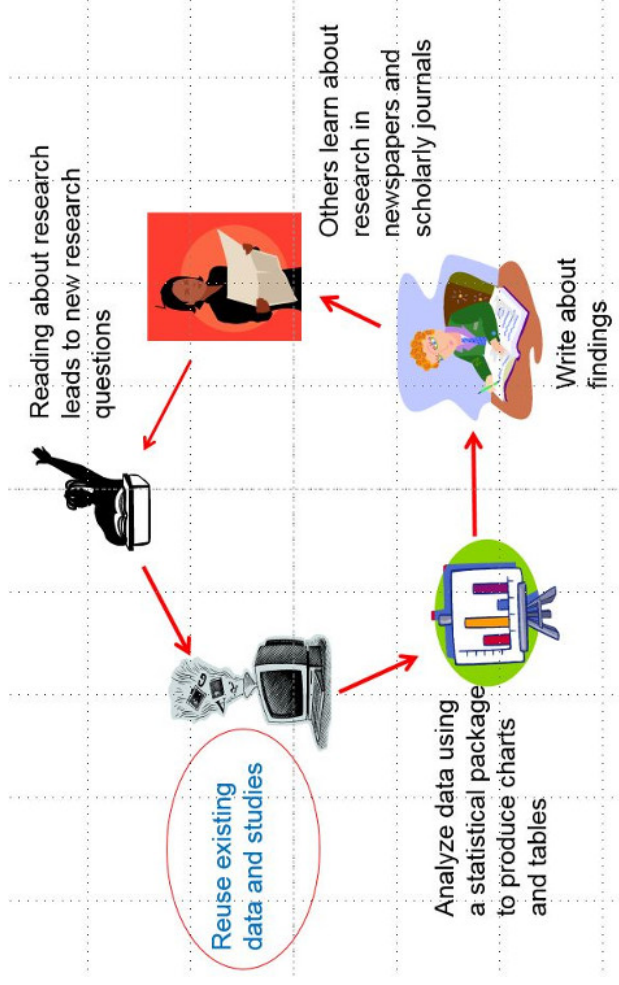 Reading about research
leads to new research
questions
Others learn about
research in
newspapers and
scholarly journals
Reuse existing
data and studies
Analyze data using
a statistical package
to produce charts
and tables
Write about
findings